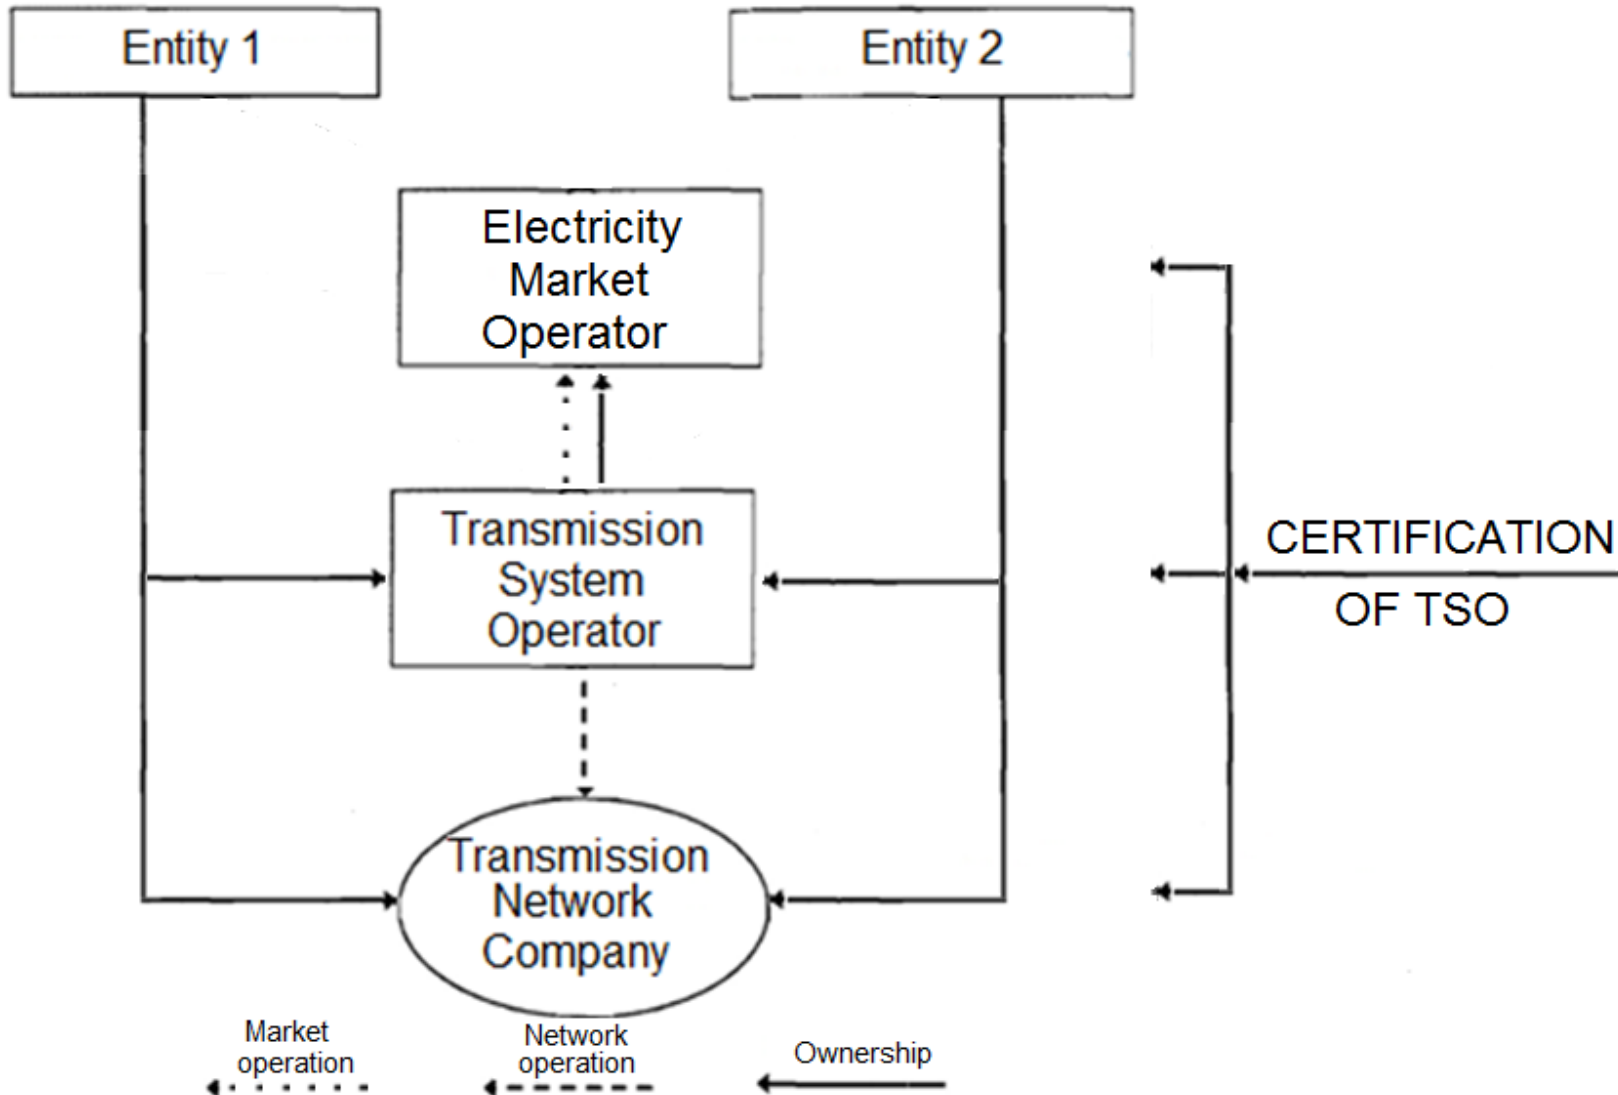 Entity 1
Entity 2
Electricity
Market
Operator
Transmission
System
Operator
CERTIFICATION
OF TSO
Transmission
Network
Company
Market
operation
Network
operation
Ownership